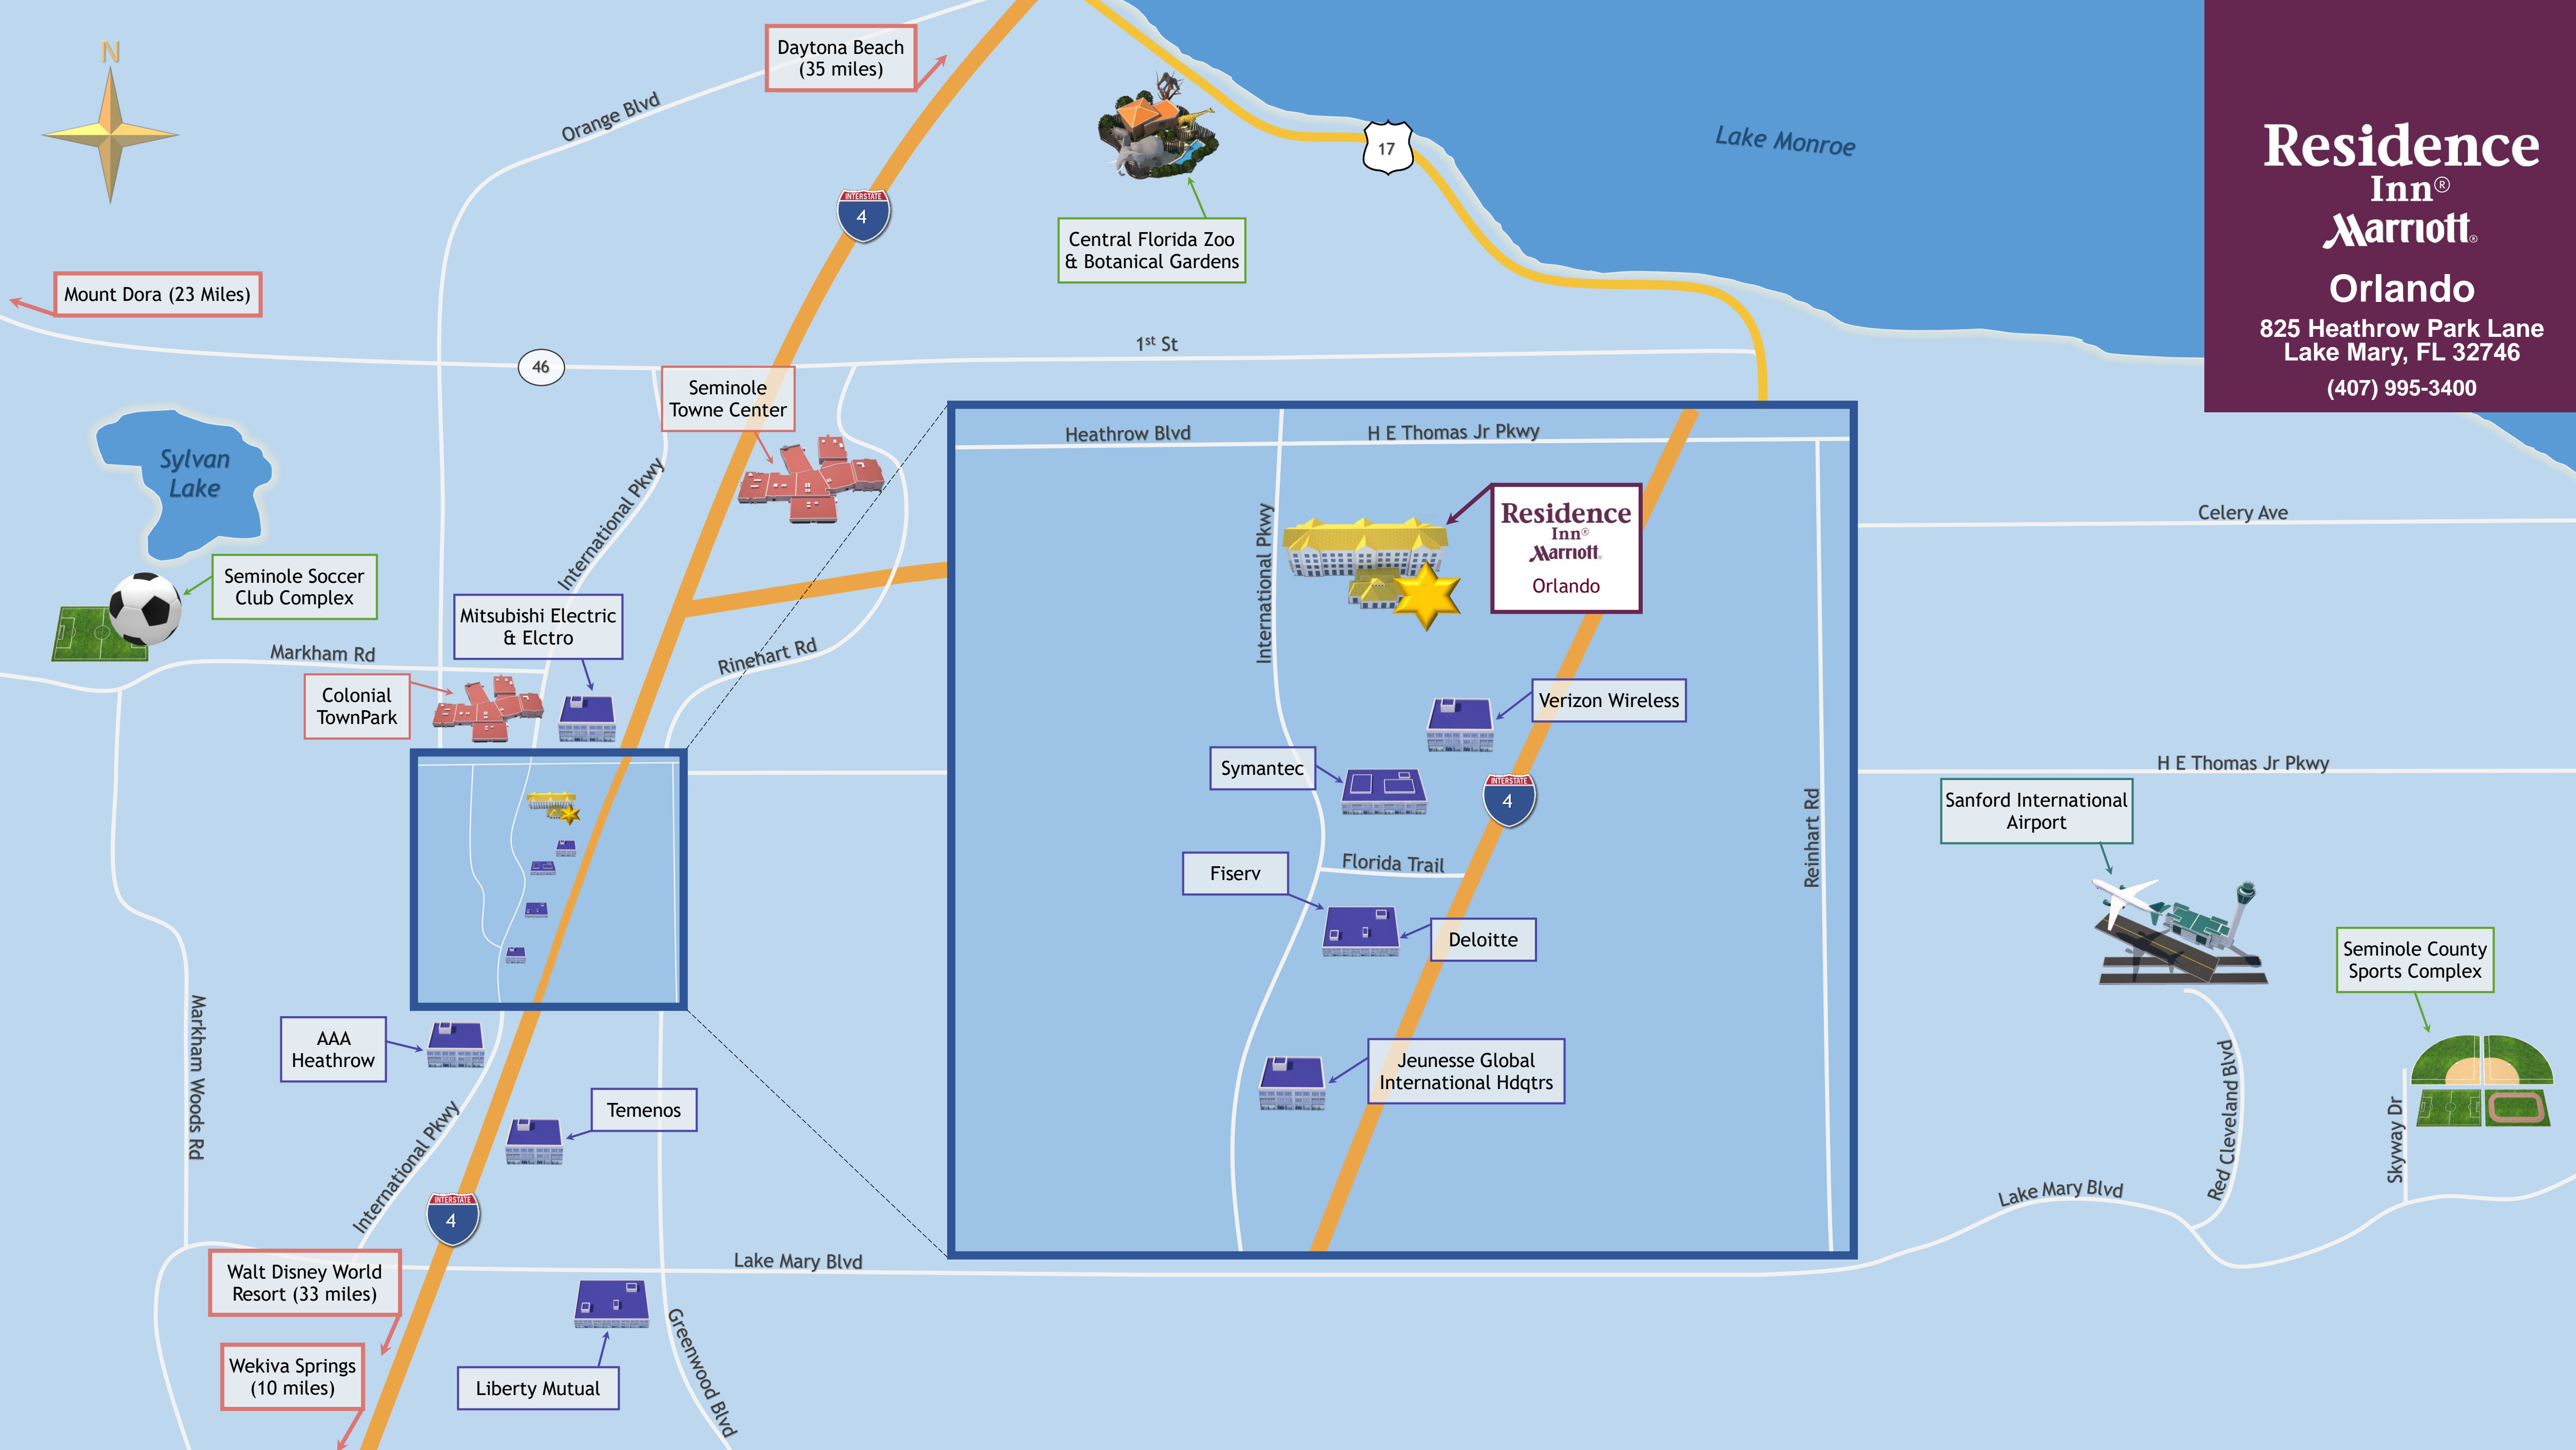 N
Daytona Beach
(35 miles)
Orange Blvd
INTERSTATE
4
17
Lake Monroe
Residence
Inn®
Marriott®
Orlando
825 Heathrow Park Lane
Lake Mary, FL 32746
(407) 995-3400
Central Florida Zoo
& Botanical Gardens
Mount Dora (23 Miles)
46
1st St
Seminole
Towne Center
Sylvan
Lake
International Pkwy
Seminole Soccer
Club Complex
Mitsubishi Electric
& Elctro
Markham Rd
Rinehart Rd
Colonial
TownPark
Heathrow Blvd
H E Thomas Jr Pkwy
International Pkwy
Residence
Inn®
Marriott®
Orlando
Verizon Wireless
Symantec
INTERSTATE
4
Florida Trail
Fiserv
Deloitte
Reinhart Rd
Jeunesse Global
International Hdqtrs
Celery Ave
H E Thomas Jr Pkwy
Sanford International
Airport
Seminole County
Sports Complex
Red Cleveland Blvd
Skyway Dr
Lake Mary Blvd
Markham Woods Rd
AAA
Heathrow
Temenos
International Pkwy
INTERSTATE
4
Lake Mary Blvd
Walt Disney World
Resort (33 miles)
Wekiva Springs
(10 miles)
Liberty Mutual
Greenwood Blvd